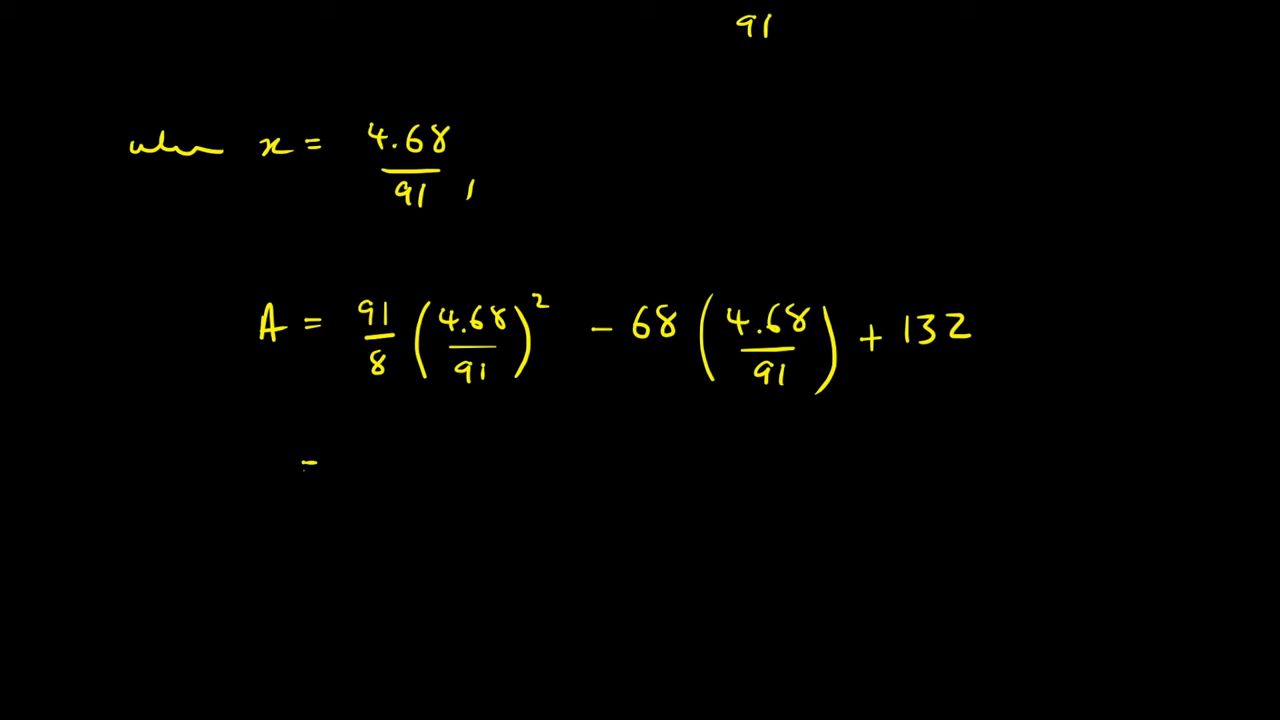 91
when x = 4.68/91 ,
A = 91/8 (4.68/91)² - 68 (4.68/91) + 132
=